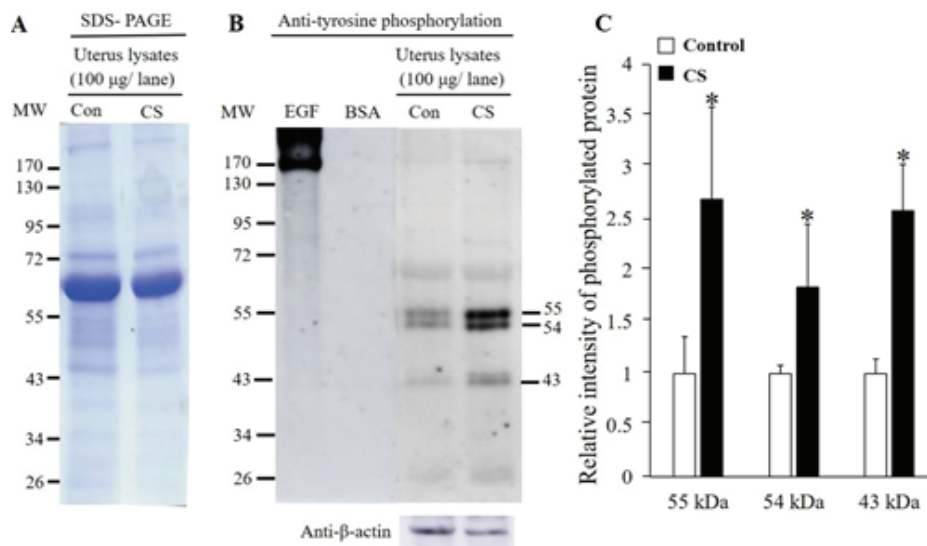 A
SDS- PAGE
Uterus lysates
(100 µg/ lane)
MW
Con
CS
170
130
95
72
55
43
34
26
B
Anti-tyrosine phosphorylation
Uterus lysates
(100 µg/ lane)
MW
EGF
BSA
Con
CS
170
130
95
72
55
43
34
26
55
54
43
Anti-β-actin
C
Control
CS
Relative intensity of phosphorylated protein
4
3.5
3
2.5
2
1.5
1
0.5
0
*
*
*
55 kDa
54 kDa
43 kDa